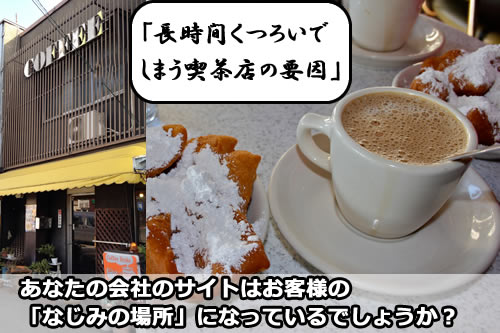 「長時間くつろいで
しまう喫茶店の要因」
COFFEE
あなたの会社のサイトはお客様の
「なじみの場所」になっているでしょうか？